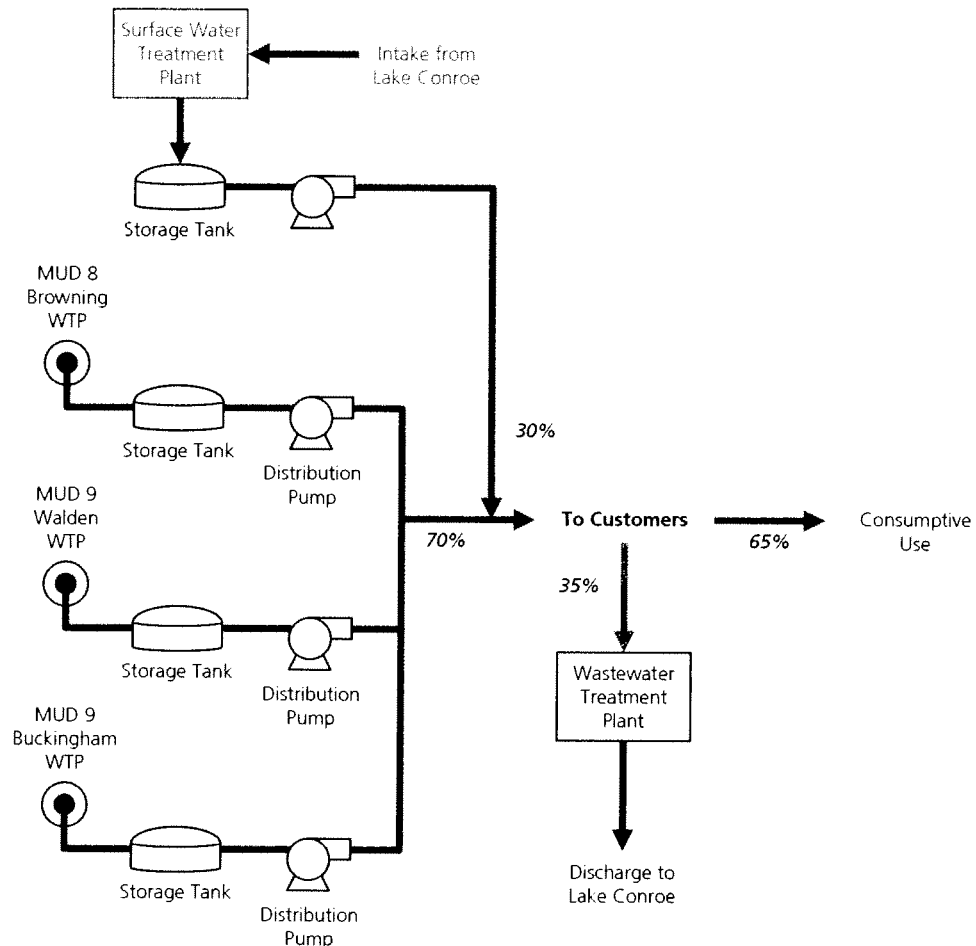 Surface Water
Treatment
Plant
Intake from
Lake Conroe
Storage Tank
MUD 8
Browning
WTP
Storage Tank
Distribution
Pump
30%
MUD 9
Walden
WTP
70%
To Customers
65%
Consumptive
Use
35%
Storage Tank
Distribution
Pump
Wastewater
Treatment
Plant
MUD 9
Buckingham
WTP
Storage Tank
Distribution
Pump
Discharge to
Lake Conroe